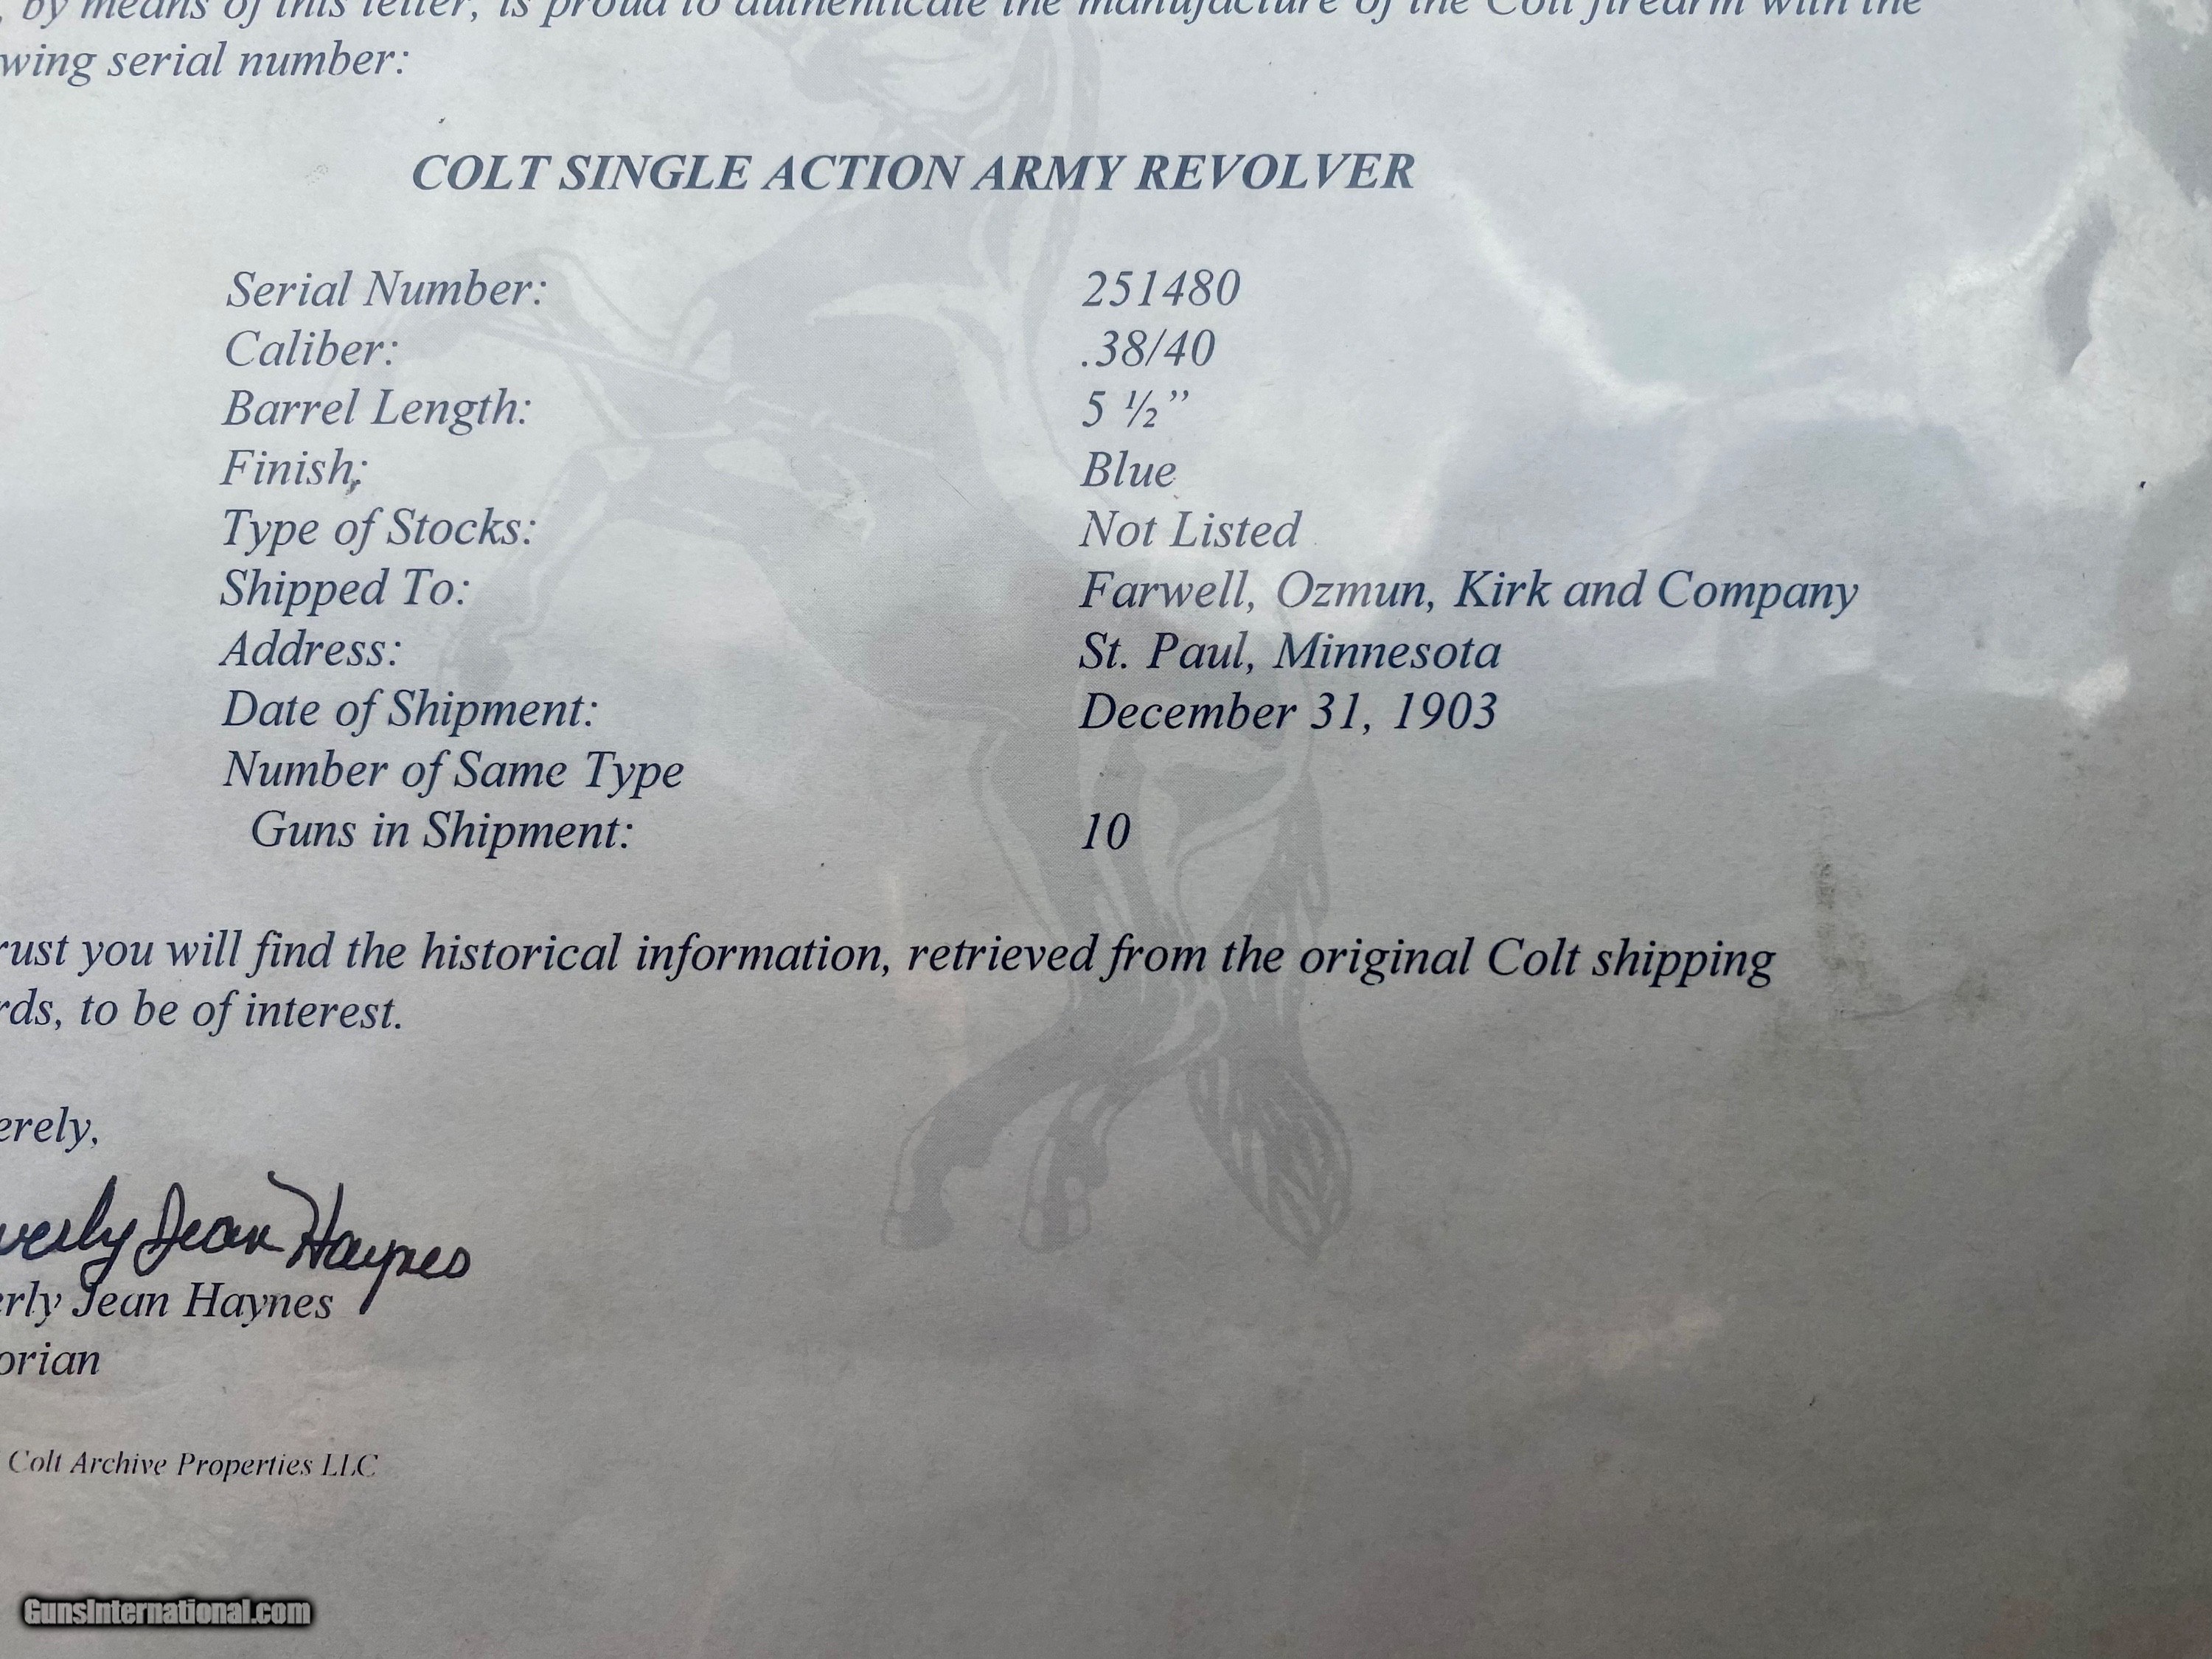 by means of this letter, is proud to authenticate the manufacture of the Colt firearm with the
wing serial number:
COLT SINGLE ACTION ARMY REVOLVER
Serial Number: 251480
Caliber: .38/40
Barrel Length: 5 ½”
Finish: Blue
Type of Stocks: Not Listed
Shipped To: Farwell, Ozmun, Kirk and Company
Address: St. Paul, Minnesota
Date of Shipment: December 31, 1903
Number of Same Type
Guns in Shipment: 10
rust you will find the historical information, retrieved from the original Colt shipping
rds, to be of interest.
erely,
verly Jean Haynes
erly Jean Haynes
orian
Colt Archive Properties LLC
GunsInternational.com